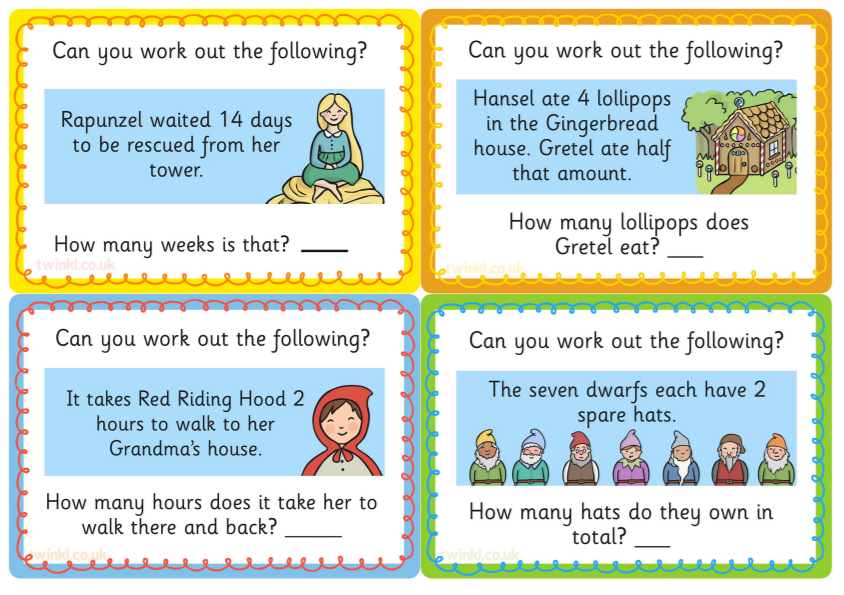 Can you work out the following?
Rapunzel waited 14 days
to be rescued from her
tower.
How many weeks is that? ____
twinkl.co.uk
Can you work out the following?
Hansel ate 4 lollipops
in the Gingerbread
house. Gretel ate half
that amount.
How many lollipops does
Gretel eat? ___
twinkl.co.uk
Can you work out the following?
It takes Red Riding Hood 2
hours to walk to her
Grandma's house.
How many hours does it take her to
walk there and back? _____
twinkl.co.uk
Can you work out the following?
The seven dwarfs each have 2
spare hats.
How many hats do they own in
total? ___
twinkl.co.uk